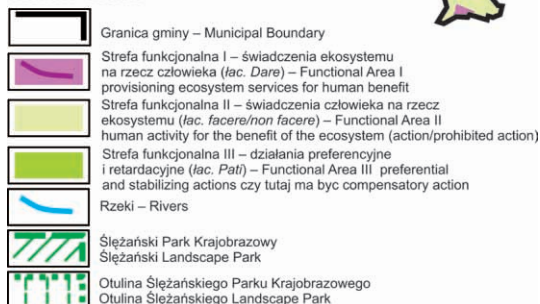 Granica gminy – Municipal Boundary
Strefa funkcjonalna I – świadczenia ekosystemu
na rzecz człowieka (łac. Dare) – Functional Area I
provisioning ecosystem services for human benefit
Strefa funkcjonalna II – świadczenia człowieka na rzecz
ekosystemu (łac. facere/non facere) – Functional Area II
human activity for the benefit of the ecosystem (action/prohibited action)
Strefa funkcjonalna III – działania preferencyjne
i retardacyjne (łac. Pati) – Functional Area III preferential
and stabilizing actions czy tutaj ma byc compensatory action
Rzeki – Rivers
Ślężański Park Krajobrazowy
Ślężański Landscape Park
Otulina Ślężańskiego Parku Krajobrazowego
Otulina Ślężańskiego Landscape Park